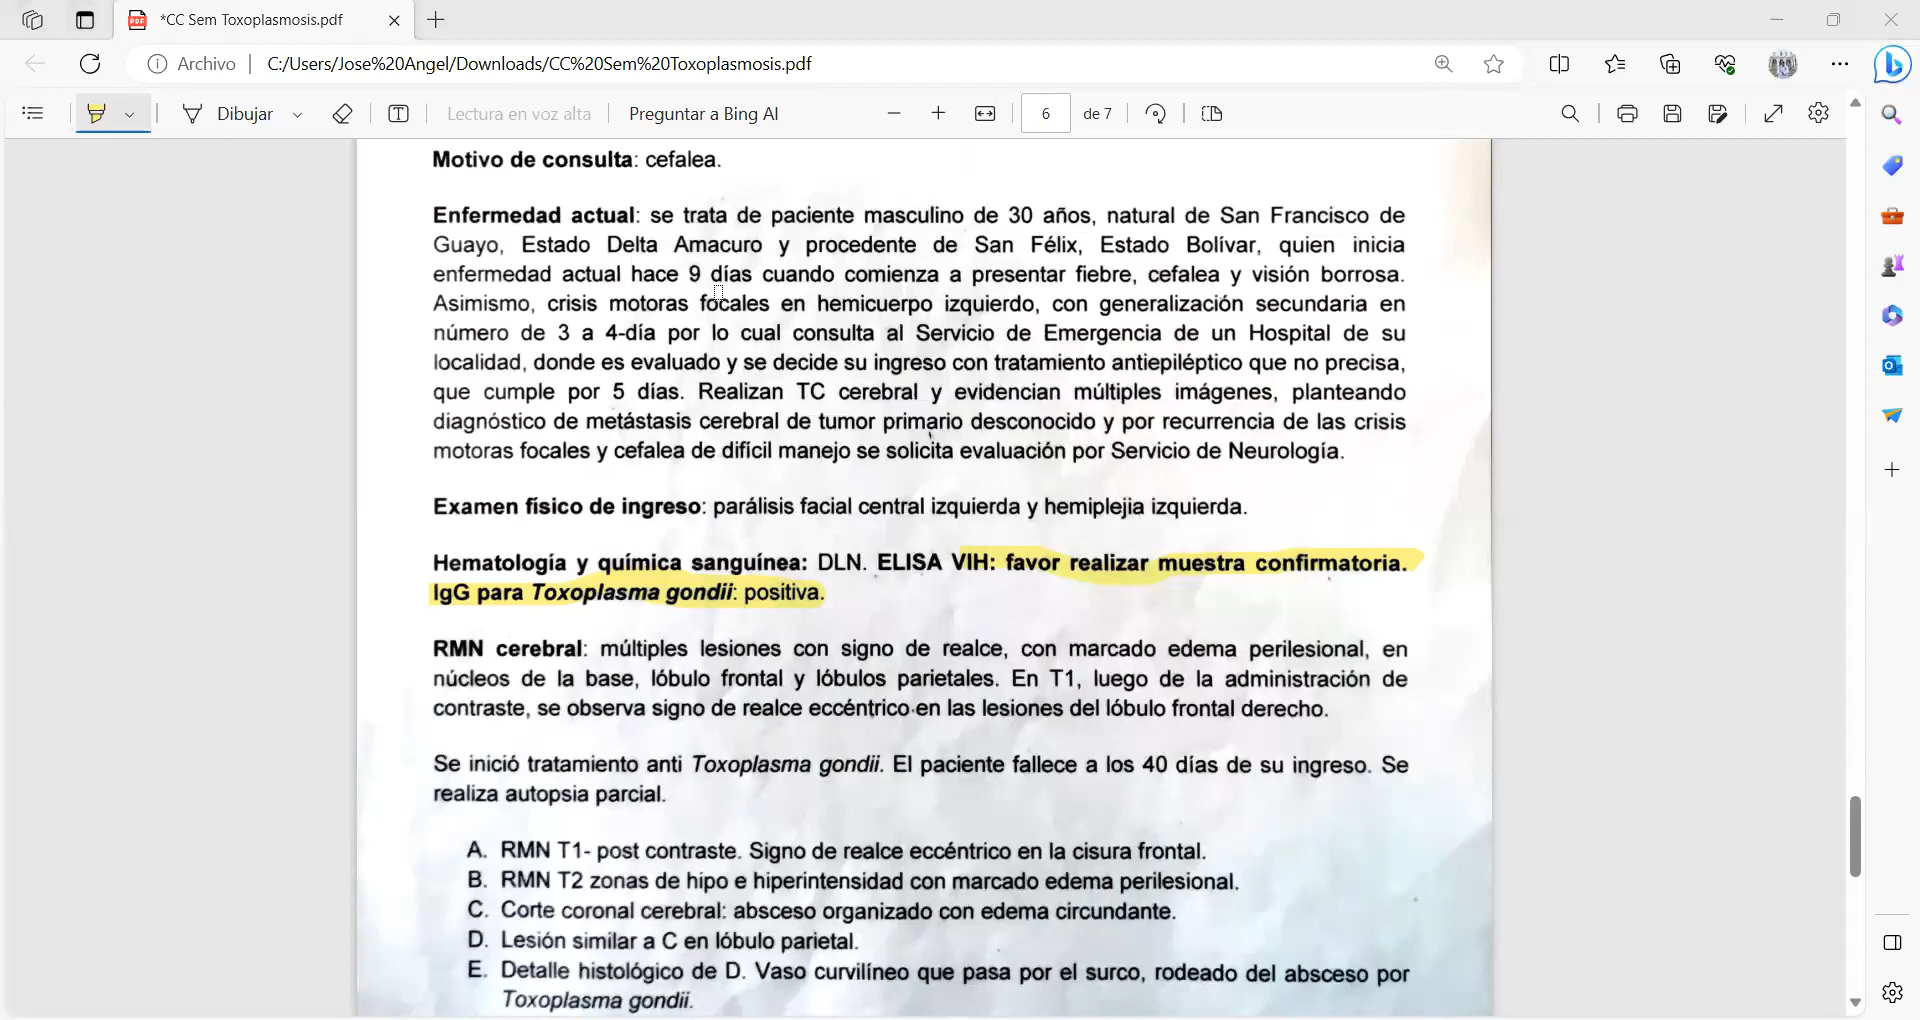 *CC Sem Toxoplasmosis.pdf
Archivo
C:/Users/Jose%20Angel/Downloads/CC%20Sem%20Toxoplasmosis.pdf
Dibujar
Lectura en voz alta
Preguntar a Bing AI
6 de 7
Motivo de consulta: cefalea.
Enfermedad actual: se trata de paciente masculino de 30 años, natural de San Francisco de
Guayo, Estado Delta Amacuro y procedente de San Félix, Estado Bolívar, quien inicia
enfermedad actual hace 9 días cuando comienza a presentar fiebre, cefalea y visión borrosa.
Asimismo, crisis motoras focales en hemicuerpo izquierdo, con generalización secundaria en
número de 3 a 4-día por lo cual consulta al Servicio de Emergencia de un Hospital de su
localidad, donde es evaluado y se decide su ingreso con tratamiento antiepiléptico que no precisa,
que cumple por 5 días. Realizan TC cerebral y evidencian múltiples imágenes, planteando
diagnóstico de metástasis cerebral de tumor primario desconocido y por recurrencia de las crisis
motoras focales y cefalea de difícil manejo se solicita evaluación por Servicio de Neurología.
Examen físico de ingreso: parálisis facial central izquierda y hemiplejia izquierda.
Hematología y química sanguínea: DLN. ELISA VIH: favor realizar muestra confirmatoria.
IgG para Toxoplasma gondii: positiva.
RMN cerebral: múltiples lesiones con signo de realce, con marcado edema perilesional, en
núcleos de la base, lóbulo frontal y lóbulos parietales. En T1, luego de la administración de
contraste, se observa signo de realce eccéntrico en las lesiones del lóbulo frontal derecho.
Se inició tratamiento anti Toxoplasma gondii. El paciente fallece a los 40 días de su ingreso. Se
realiza autopsia parcial.
A. RMN T1- post contraste. Signo de realce eccéntrico en la cisura frontal.
B. RMN T2 zonas de hipo e hiperintensidad con marcado edema perilesional.
C. Corte coronal cerebral: absceso organizado con edema circundante.
D. Lesión similar a C en lóbulo parietal.
E. Detalle histológico de D. Vaso curvilíneo que pasa por el surco, rodeado del absceso por
Toxoplasma gondii.